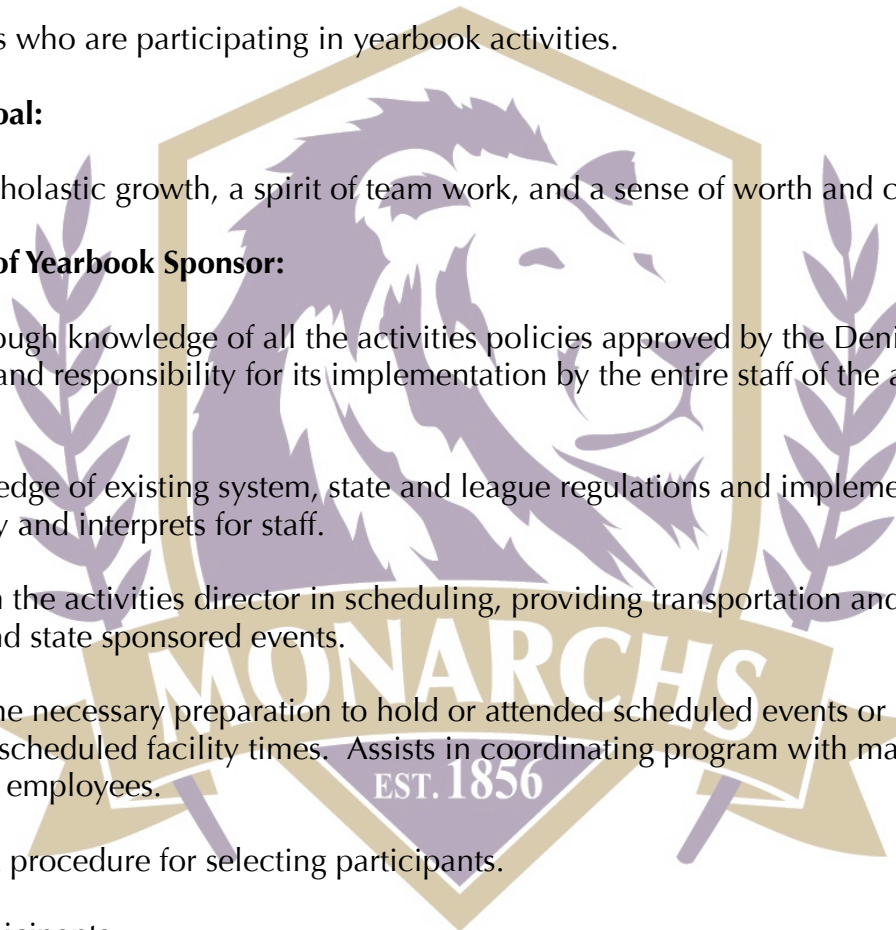 s who are participating in yearbook activities.
oal:
holastic growth, a spirit of team work, and a sense of worth and
of Yearbook Sponsor:
ough knowledge of all the activities policies approved by the Deni
and responsibility for its implementation by the entire staff of the a
edge of existing system, state and league regulations and impleme
y and interprets for staff.
the activities director in scheduling, providing transportation and
nd state sponsored events.
MONARCHS
he necessary preparation to hold or attended scheduled events or
scheduled facility times. Assists in coordinating program with ma
employees.
EST. 1856
procedure for selecting participants.